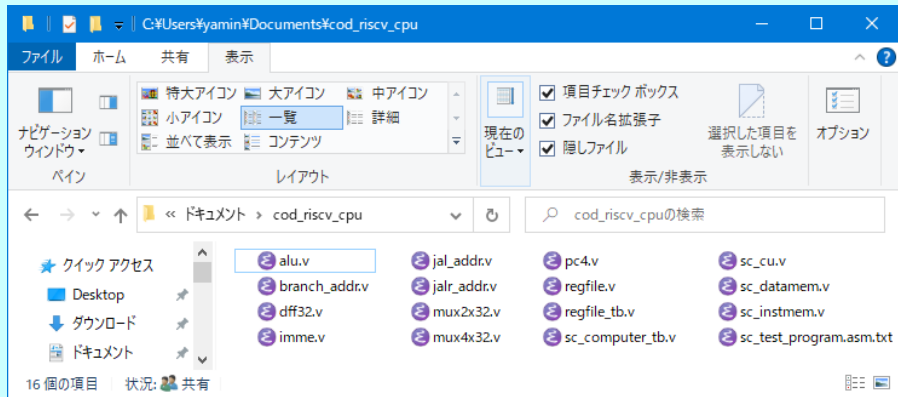 C:¥Users¥yamin¥Documents¥cod_riscv_cpu
ファイル ホーム 共有 表示
ナビゲーション
ウィンドウ
ペイン
特大アイコン 大アイコン 中アイコン
小アイコン 一覧 詳細
並べて表示 コンテンツ
レイアウト
現在の
ビュー
項目チェック ボックス
ファイル名拡張子
隠しファイル
選択した項目を
表示しない
表示/非表示
オプション
« ドキュメント › cod_riscv_cpu
cod_riscv_cpuの検索
クイック アクセス
Desktop
ダウンロード
ドキュメント
alu.v jal_addr.v pc4.v sc_cu.v
branch_addr.v jalr_addr.v regfile.v sc_datamem.v
dff32.v mux2x32.v regfile_tb.v sc_instmem.v
imme.v mux4x32.v sc_computer_tb.v sc_test_program.asm.txt
16 個の項目 状況: 共有